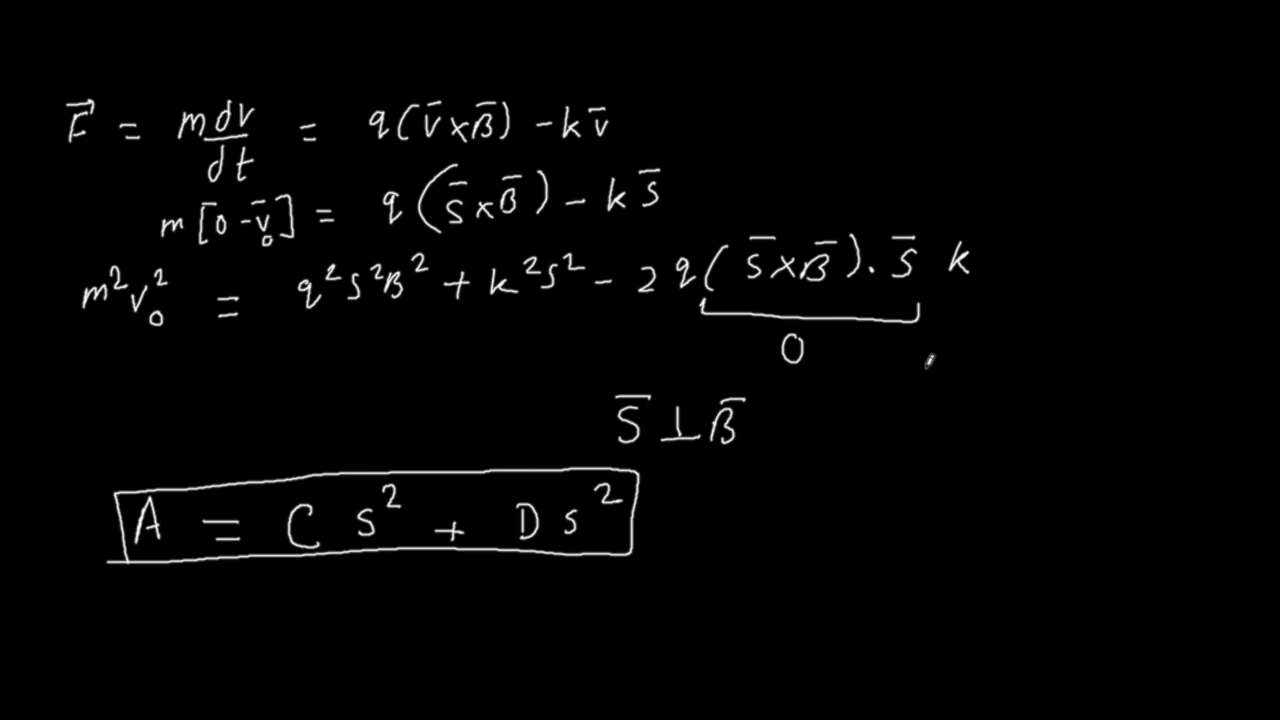 F⃗ = m dv/dt = q(v̄ × B̄) - k v̄
m[0̄ - v̄₀] = q(S̄ × B̄) - k S̄
m²v₀² = q²S²B² + k²S² - 2q(S̄ × B̄).S̄ k
0
S̄ ⊥ B̄
A = C s² + D s²